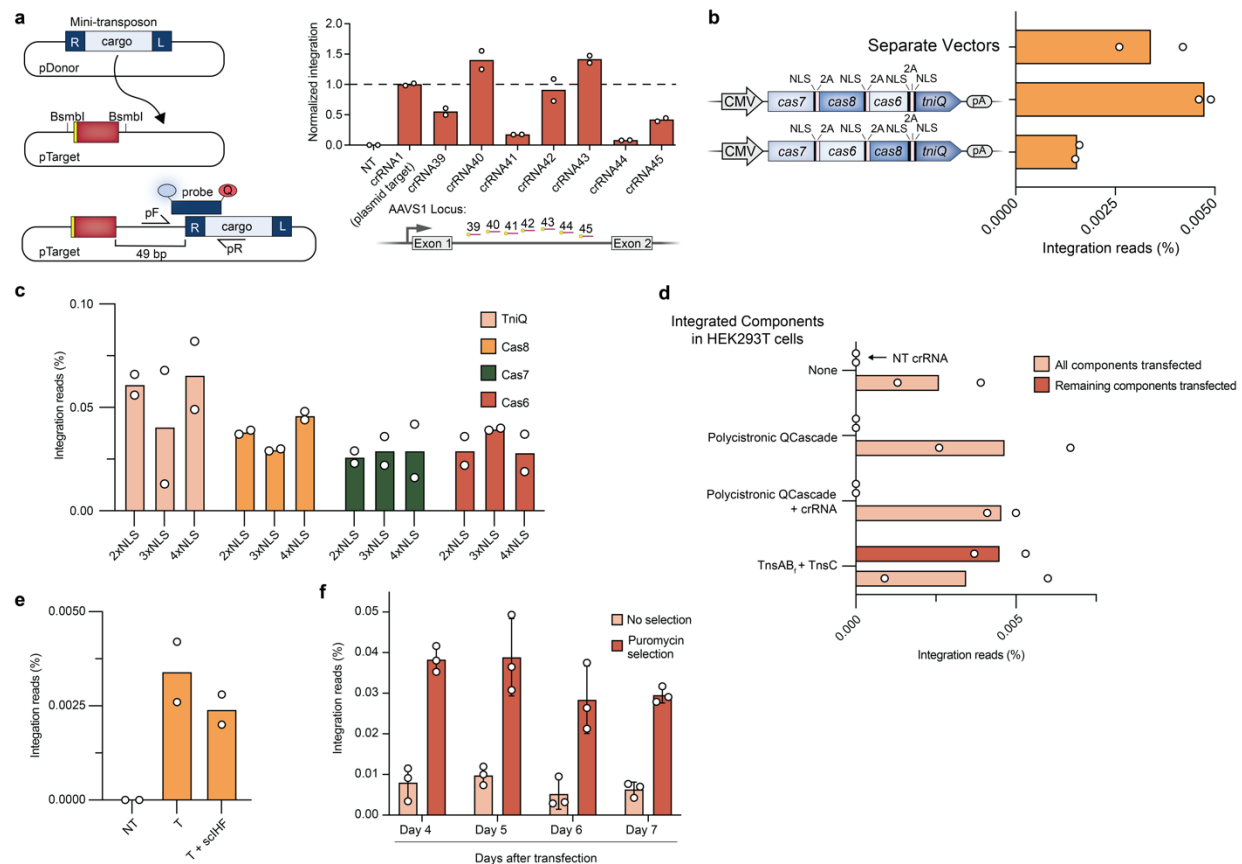 a
Mini-transposon
R cargo L
pDonor
BsmbI BsmbI
pTarget
probe Q
pF
R cargo L
pR
pTarget 49 bp
Normalized integration
2.0
1.5
1.0
0.5
0.0
NT
crRNA1
(plasmid target)
crRNA39
crRNA40
crRNA41
crRNA42
crRNA43
crRNA44
crRNA45
AAVS1 Locus:
39 40 41 42 43 44 45
Exon 1 Exon 2
b
Separate Vectors
2A
NLS 2A NLS 2A NLS NLS
CMV cas7 cas8 cas6 tniQ pA
2A
NLS 2A NLS 2A NLS NLS
CMV cas7 cas6 cas8 tniQ pA
0.0000 0.0025 0.0050
Integration reads (%)
c
Integration reads (%)
0.10
0.05
0.00
TniQ
Cas8
Cas7
Cas6
2xNLS 3xNLS 4xNLS 2xNLS 3xNLS 4xNLS 2xNLS 3xNLS 4xNLS 2xNLS 3xNLS 4xNLS
d
Integrated Components
in HEK293T cells
NT crRNA
None
Polycistronic QCascade
Polycistronic QCascade
+ crRNA
TnsABf + TnsC
All components transfected
Remaining components transfected
0.000 0.005
Integration reads (%)
e
Integation reads (%)
0.0050
0.0025
0.0000
NT T T + scIHF
f
Integration reads (%)
0.05
0.04
0.03
0.02
0.01
0.00
No selection
Puromycin
selection
Day 4 Day 5 Day 6 Day 7
Days after transfection